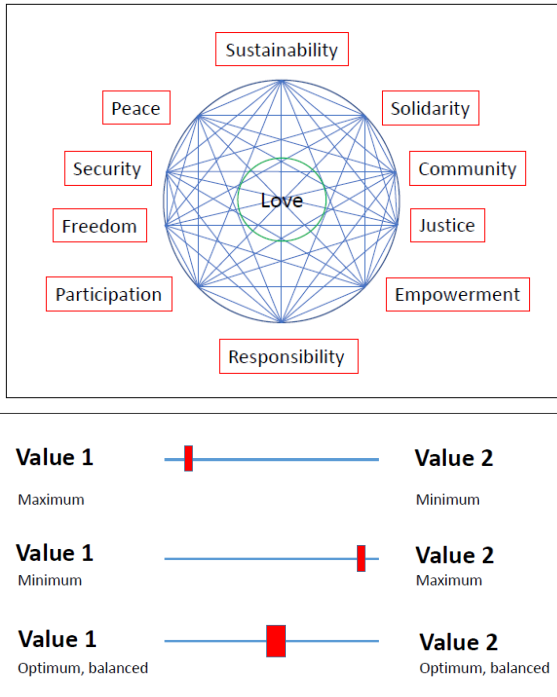 Sustainability
Peace
Solidarity
Security
Community
Love
Freedom
Justice
Participation
Empowerment
Responsibility
Value 1
Value 2
Maximum
Minimum
Value 1
Value 2
Minimum
Maximum
Value 1
Value 2
Optimum, balanced
Optimum, balanced